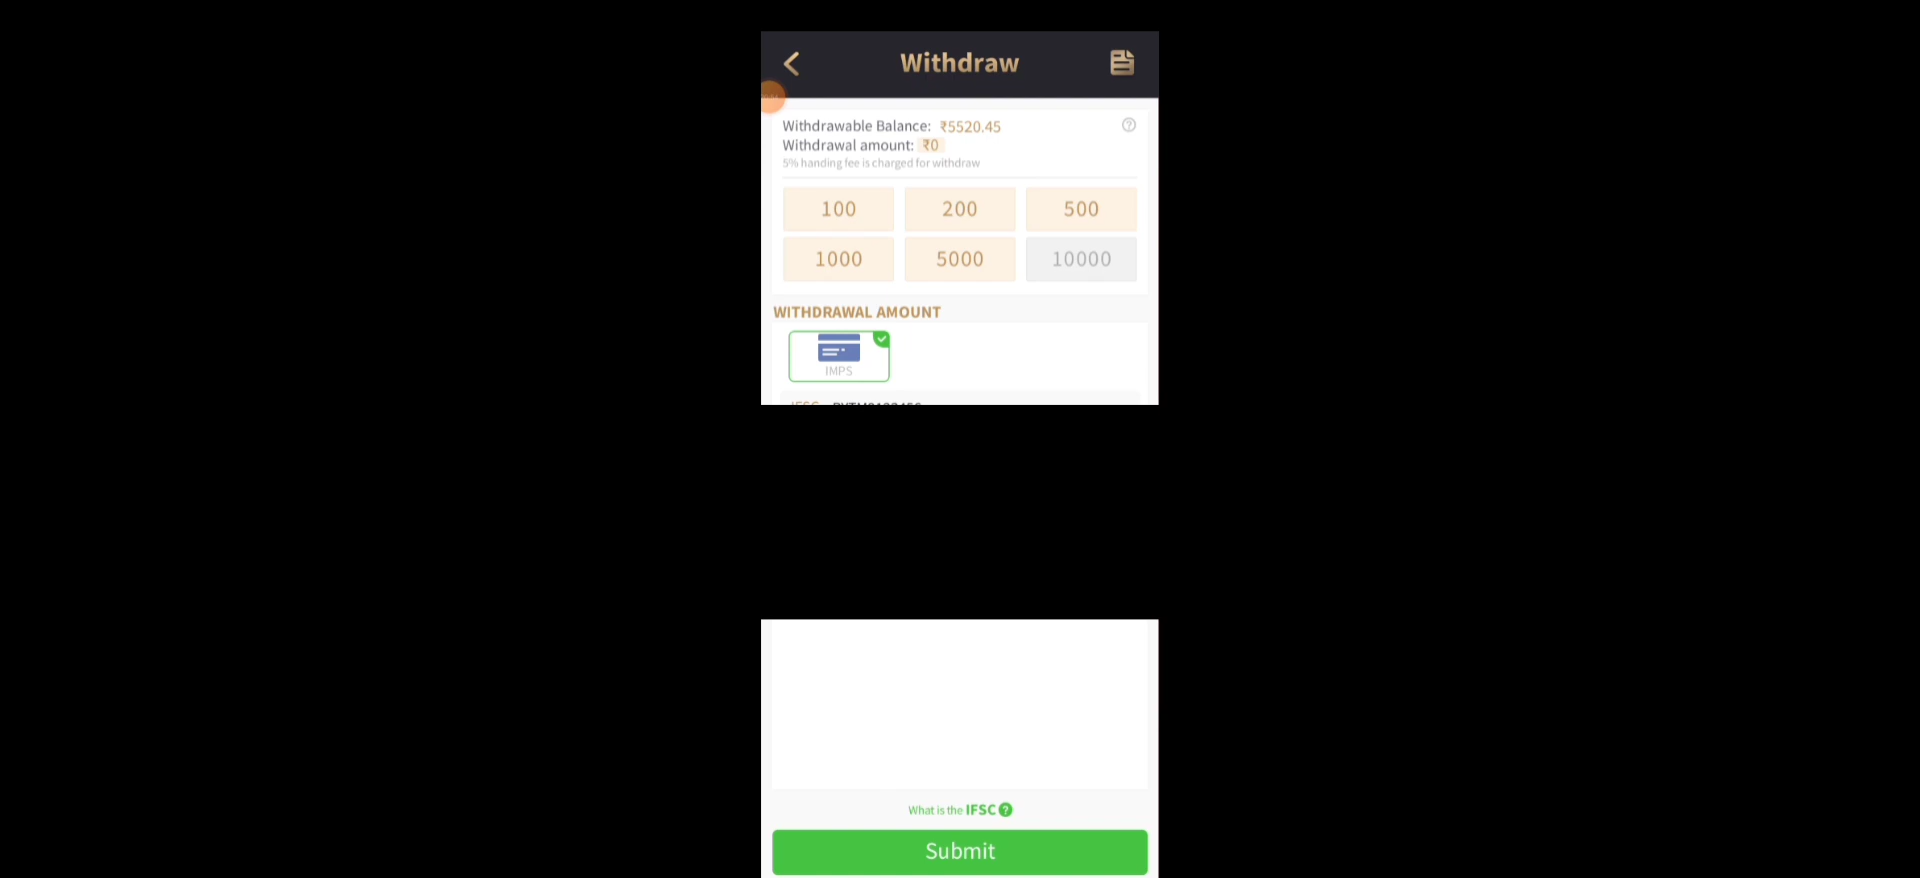 Withdraw
Withdrawable Balance: ₹5520.45
Withdrawal amount: ₹0
5% handing fee is charged for withdraw
100 200 500
1000 5000 10000
WITHDRAWAL AMOUNT
IMPS
IFSC
What is the IFSC ?
Submit